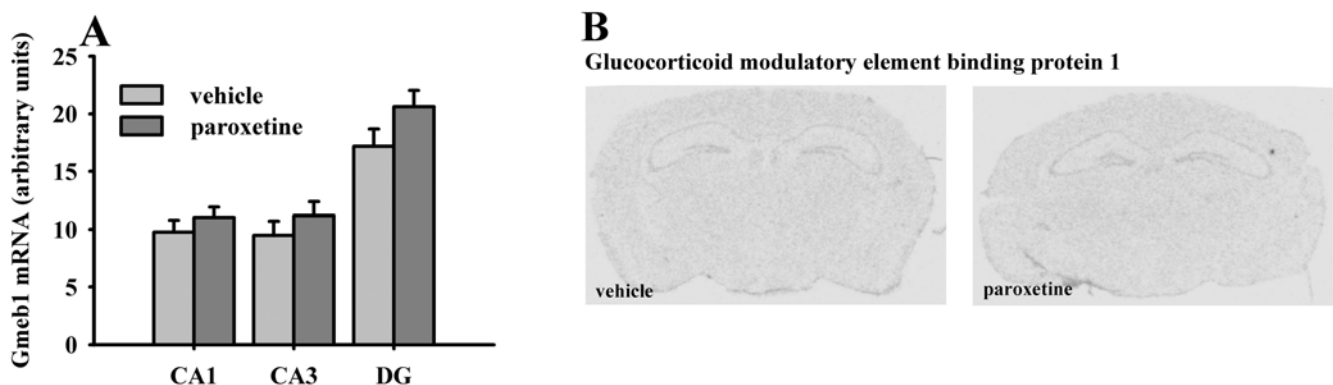 A
Gmeb1 mRNA (arbitrary units)
25
20
15
10
5
0
vehicle
paroxetine
CA1 CA3 DG
B
Glucocorticoid modulatory element binding protein 1
vehicle
paroxetine